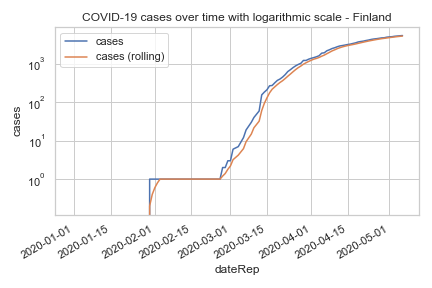 COVID-19 cases over time with logarithmic scale - Finland
cases
cases (rolling)
10³
10²
10¹
10⁰
cases
2020-01-01
2020-01-15
2020-02-01
2020-02-15
2020-03-01
2020-03-15
2020-04-01
2020-04-15
2020-05-01
dateRep